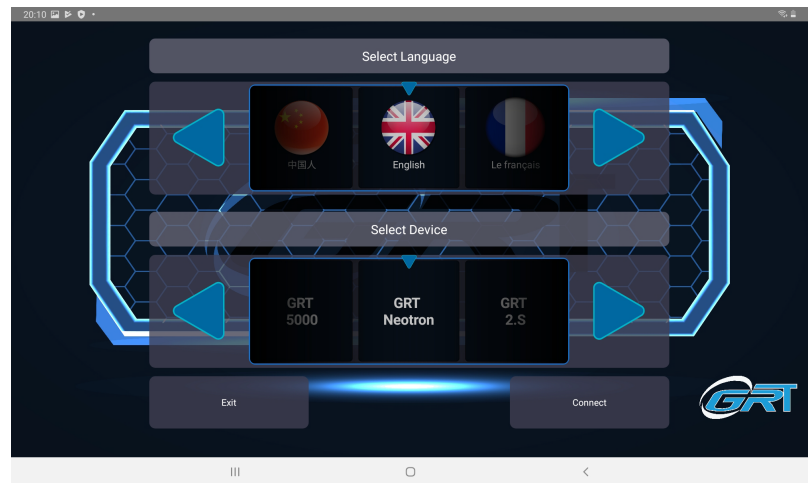 20:10
Select Language
中国人
English
Le français
Select Device
GRT
5000
GRT
Neotron
GRT
2.S
Exit
Connect
GRT